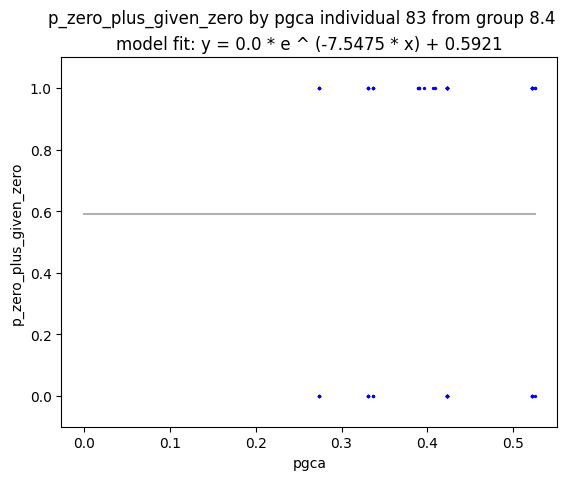 p_zero_plus_given_zero by pgca individual 83 from group 8.4
model fit: y = 0.0 * e ^ (-7.5475 * x) + 0.5921
1.0
0.8
0.6
0.4
0.2
0.0
p_zero_plus_given_zero
0.0 0.1 0.2 0.3 0.4 0.5
pgca